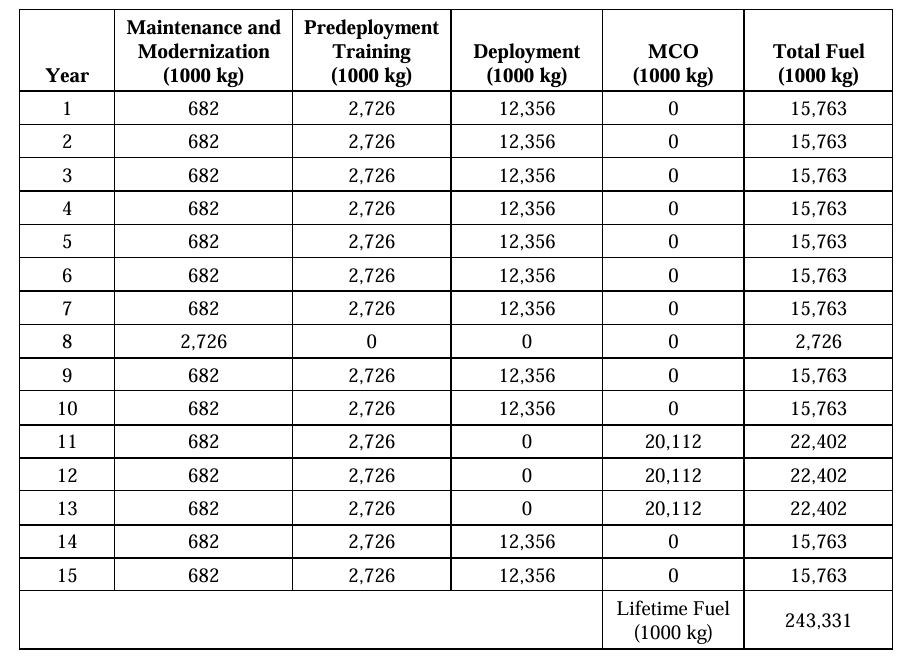 Year Maintenance and Modernization (1000 kg) Predeployment Training (1000 kg) Deployment (1000 kg) MCO (1000 kg) Total Fuel (1000 kg)
1 682 2,726 12,356 0 15,763
2 682 2,726 12,356 0 15,763
3 682 2,726 12,356 0 15,763
4 682 2,726 12,356 0 15,763
5 682 2,726 12,356 0 15,763
6 682 2,726 12,356 0 15,763
7 682 2,726 12,356 0 15,763
8 2,726 0 0 0 2,726
9 682 2,726 12,356 0 15,763
10 682 2,726 12,356 0 15,763
11 682 2,726 0 20,112 22,402
12 682 2,726 0 20,112 22,402
13 682 2,726 0 20,112 22,402
14 682 2,726 12,356 0 15,763
15 682 2,726 12,356 0 15,763
Lifetime Fuel (1000 kg) 243,331